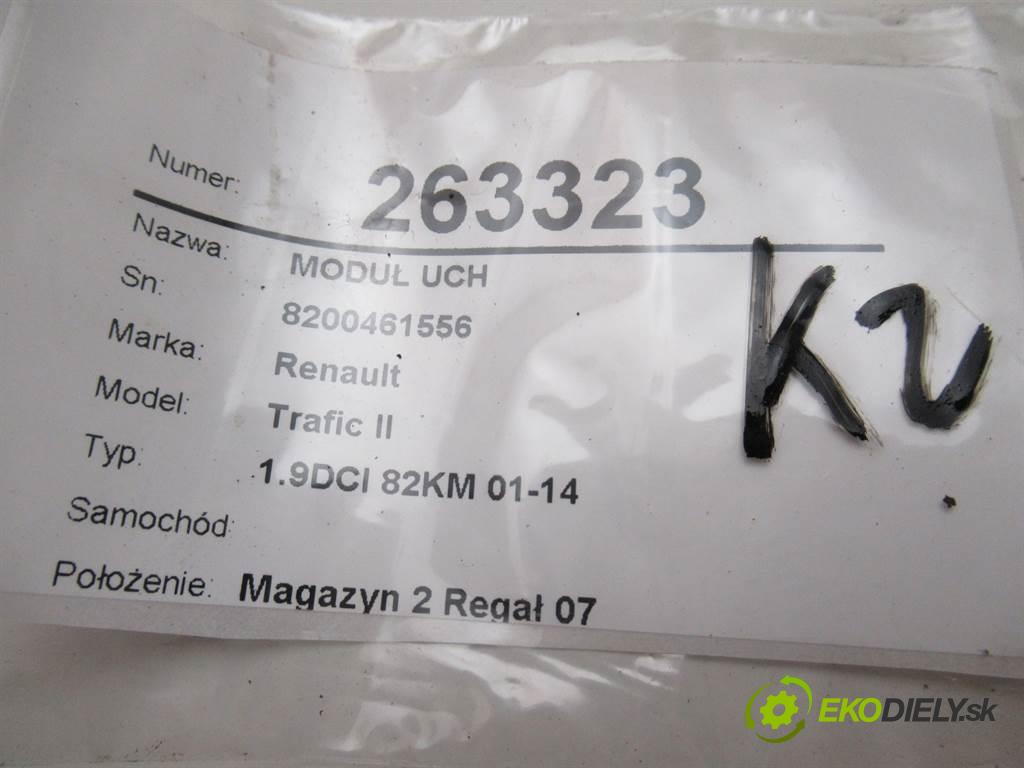 Numer: 263323
Nazwa: MODUŁ UCH
Sn: 8200461556
Marka: Renault
Model: Trafic II
Typ: 1.9DCI 82KM 01-14
Samochód:
Położenie: Magazyn 2 Regał 07
K2
EKODIELY.sk